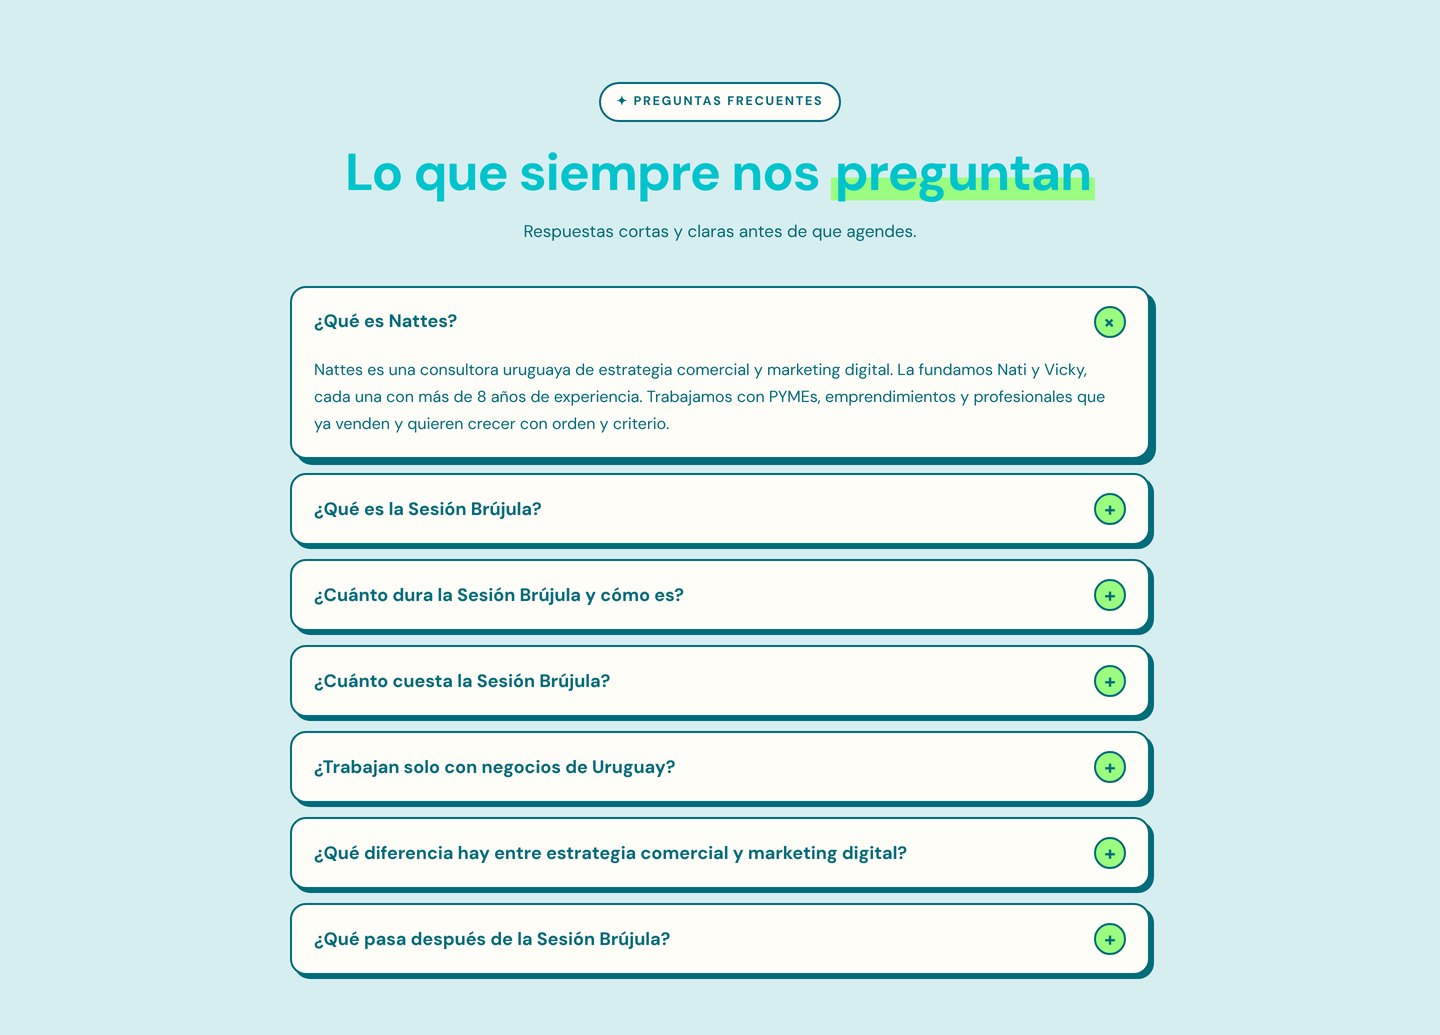 ✦ PREGUNTAS FRECUENTES
Lo que siempre nos preguntan
Respuestas cortas y claras antes de que agendes.
¿Qué es Nattes?
Nattes es una consultora uruguaya de estrategia comercial y marketing digital. La fundamos Nati y Vicky,
cada una con más de 8 años de experiencia. Trabajamos con PYMEs, emprendimientos y profesionales que
ya venden y quieren crecer con orden y criterio.
¿Qué es la Sesión Brújula?
¿Cuánto dura la Sesión Brújula y cómo es?
¿Cuánto cuesta la Sesión Brújula?
¿Trabajan solo con negocios de Uruguay?
¿Qué diferencia hay entre estrategia comercial y marketing digital?
¿Qué pasa después de la Sesión Brújula?